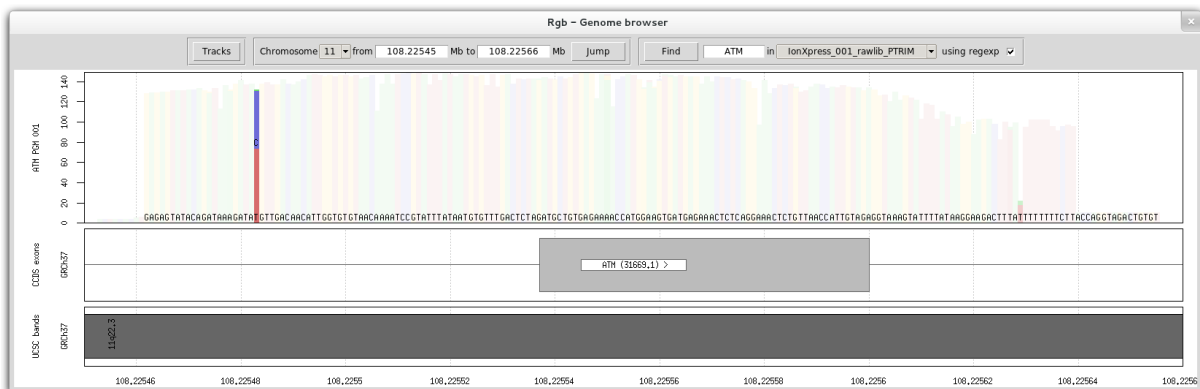 Rgb - Genome browser
Tracks Chromosome 11 from 108.22545 Mb to 108.22566 Mb Jump Find ATM in IonXpress_001_rawlib_PTRIM using regexp
ATM PGM 001
140
120
100
80
60
40
20
0
C
GAGAGTATACAGATAAAGATATGTTGACAACATTGGTGTGTAACAAAATCCGTATTTATAATGTGTTTGACTCTAGATGCTGTGAGAAAACCATGGAAGTGATGAGAAACTCTCAGGAAACTCTGTTAACCATTGTAGAGGTAAAGTATTTTATAAGGAAGACTTTATTTTTTTTCTTACCAGGTAGACTGTGT
CCDS exons
GRCh37
ATM (31669.1) >
UCSC bands
GRCh37
11q22.3
108.22546 108.22548 108.2255 108.22552 108.22554 108.22556 108.22558 108.2256 108.22562 108.22564